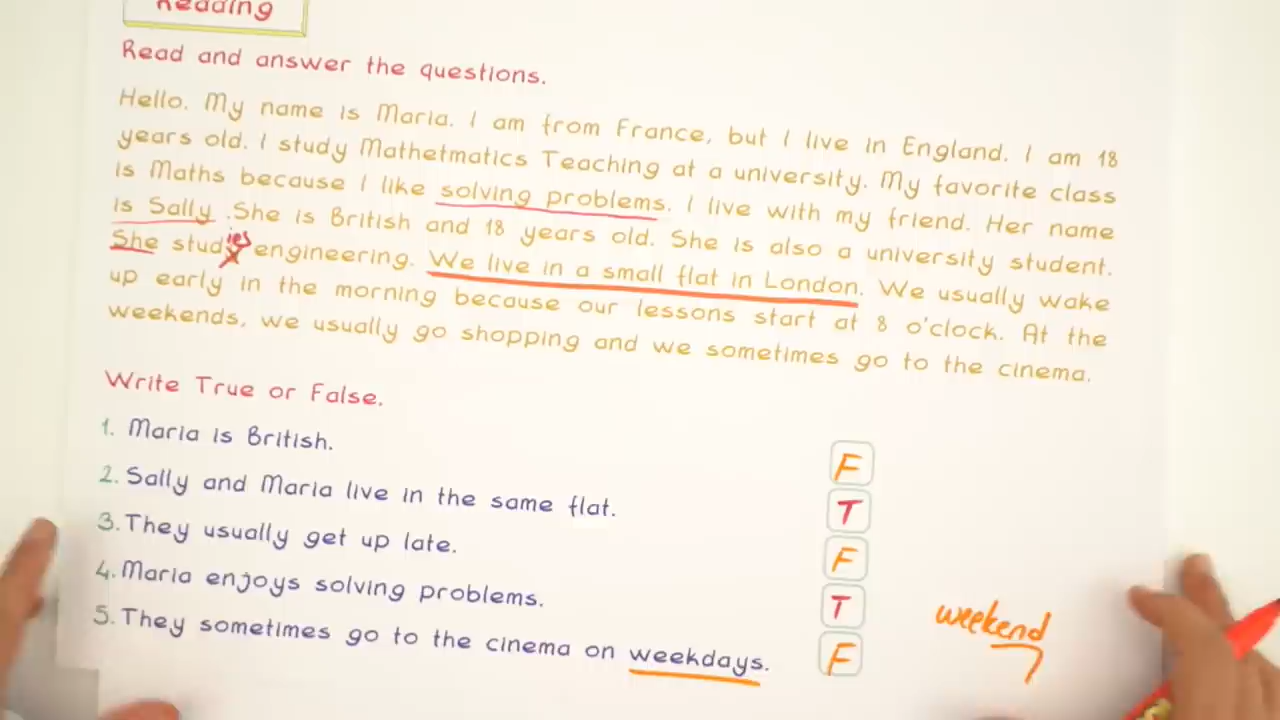 Reading
Read and answer the questions.
Hello. My name is Maria. I am from France, but I live in England. I am 18
years old. I study Mathetmatics Teaching at a university. My favorite class
is Maths because I like solving problems. I live with my friend. Her name
is Sally. She is British and 18 years old. She is also a university student.
She studyies engineering. We live in a small flat in London. We usually wake
up early in the morning because our lessons start at 8 o'clock. At the
weekends, we usually go shopping and we sometimes go to the cinema.
Write True or False.
1. Maria is British. F
2. Sally and Maria live in the same flat. T
3. They usually get up late. F
4. Maria enjoys solving problems. T
5. They sometimes go to the cinema on weekdays. F
weekend